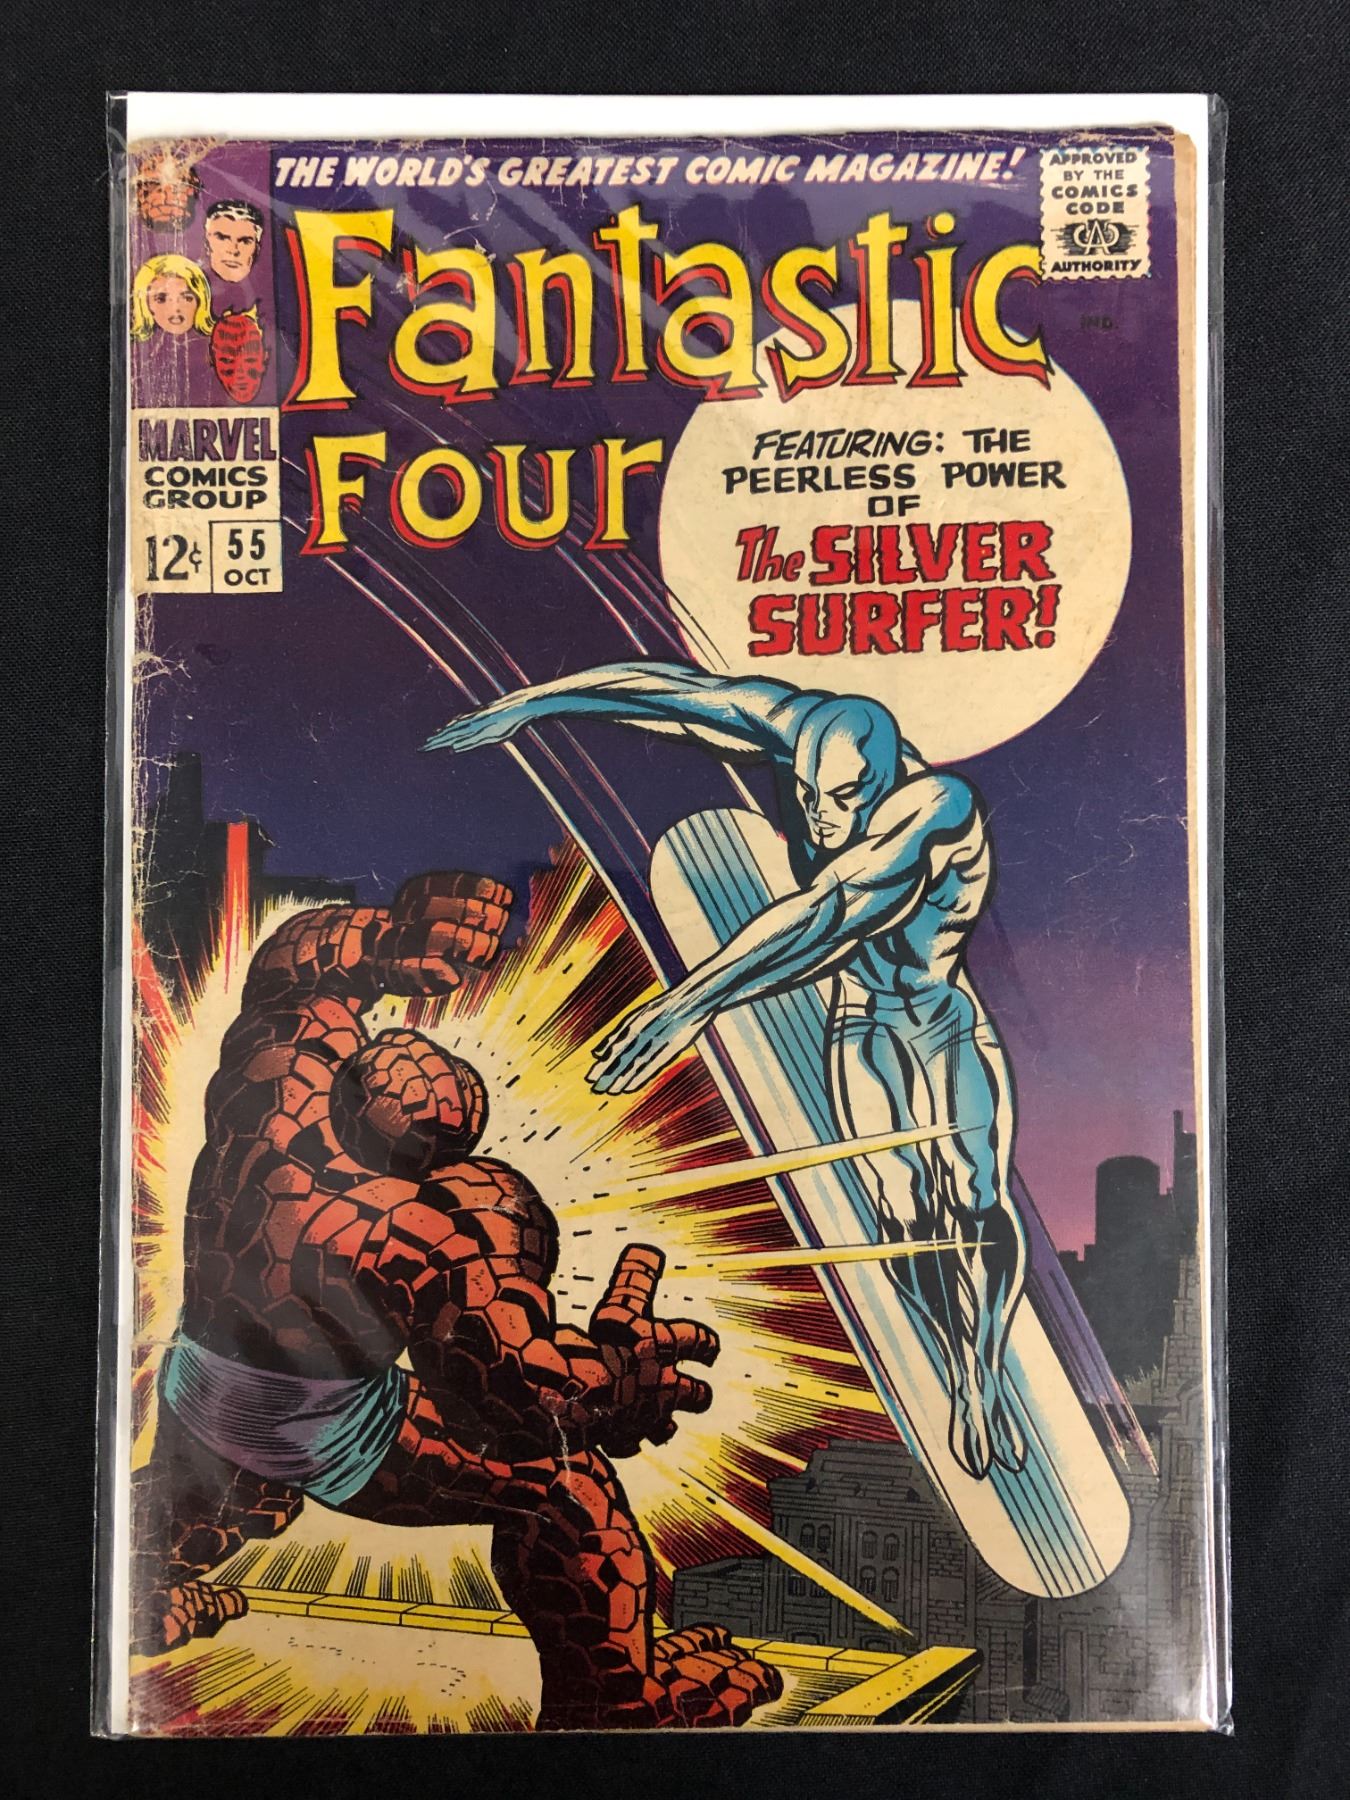 THE WORLD'S GREATEST COMIC MAGAZINE!
APPROVED
BY THE
COMICS
CODE
CA
AUTHORITY
Fantastic
Four
IND.
MARVEL
COMICS
GROUP
12¢
55
OCT
FEATURING: THE
PEERLESS POWER
OF
The SILVER
SURFER!